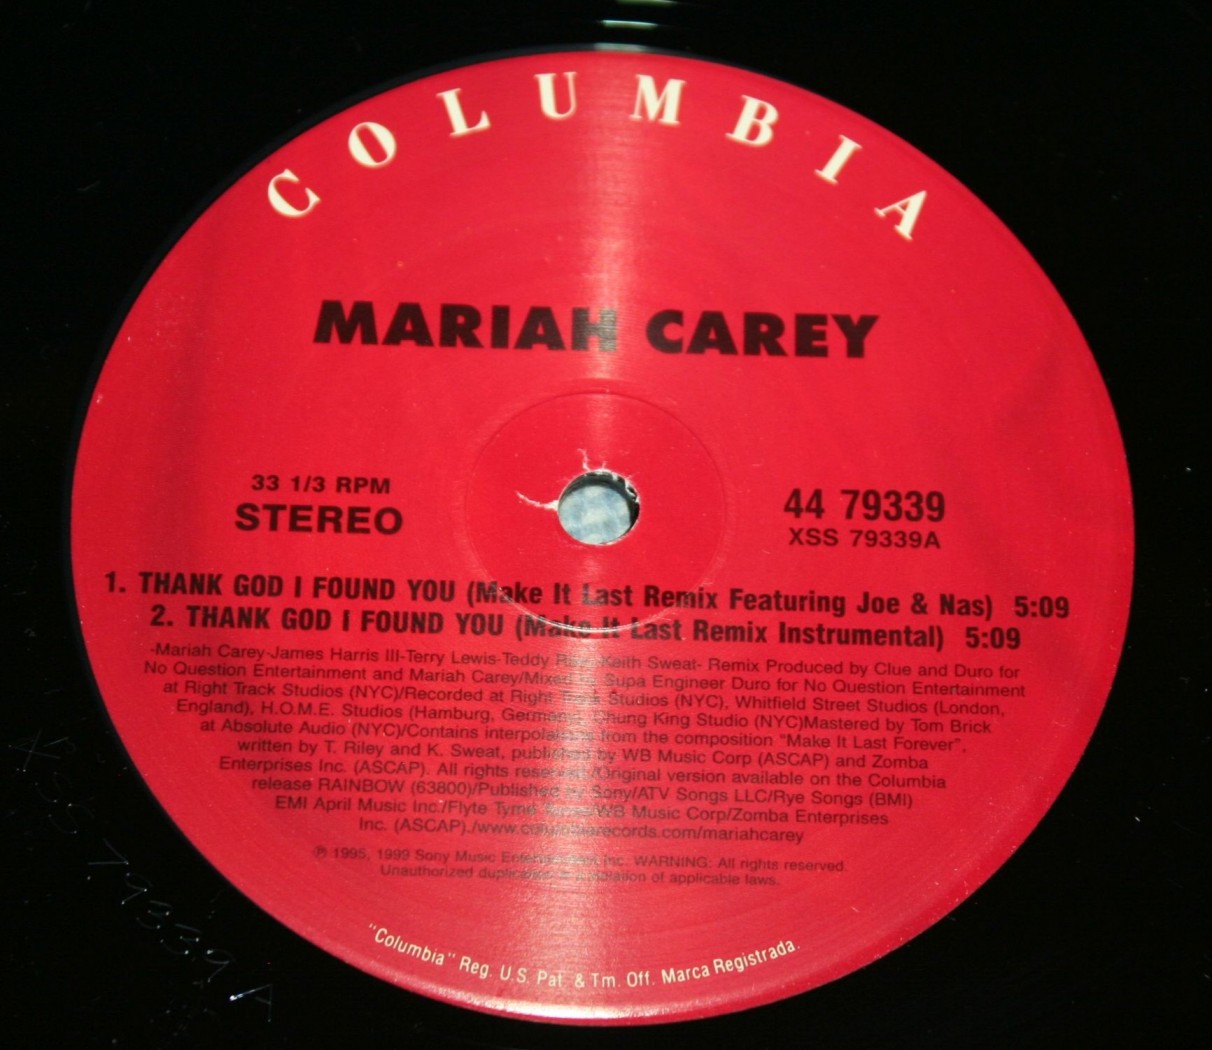 COLUMBIA
MARIAH CAREY
33 1/3 RPM
STEREO
44 79339
XSS 79339A
1. THANK GOD I FOUND YOU (Make It Last Remix Featuring Joe & Nas) 5:09
2. THANK GOD I FOUND YOU (Make It Last Remix Instrumental) 5:09
-Mariah Carey-James Harris III-Terry Lewis-Teddy Keith Sweat- Remix Produced by Clue and Duro for
No Question Entertainment and Mariah Carey/Mixed by Supa Engineer Duro for No Question Entertainment
at Right Track Studios (NYC)/Recorded at Right Track Studios (NYC), Whitfield Street Studios (London,
England), H.O.M.E. Studios (Hamburg, Germany), Chung King Studio (NYC)Mastered by Tom Brick
at Absolute Audio (NYC)/Contains interpolations from the composition "Make It Last Forever".
written by T. Riley and K. Sweat, published by WB Music Corp (ASCAP) and Zomba
Enterprises Inc. (ASCAP). All rights reserved/Original version available on the Columbia
release RAINBOW (63800)/Published by Sony/ATV Songs LLC/Rye Songs (BMI)
EMI April Music Inc./Flyte Tyme Music Corp/Zomba Enterprises
Inc. (ASCAP)./www.columbiarecords.com/mariahcarey
℗ 1995, 1999 Sony Music Entertainment Inc. WARNING: All rights reserved.
Unauthorized duplication is a violation of applicable laws.
"Columbia" Reg. U.S. Pat. & Tm. Off. Marca Registrada.
XSS 79339 A